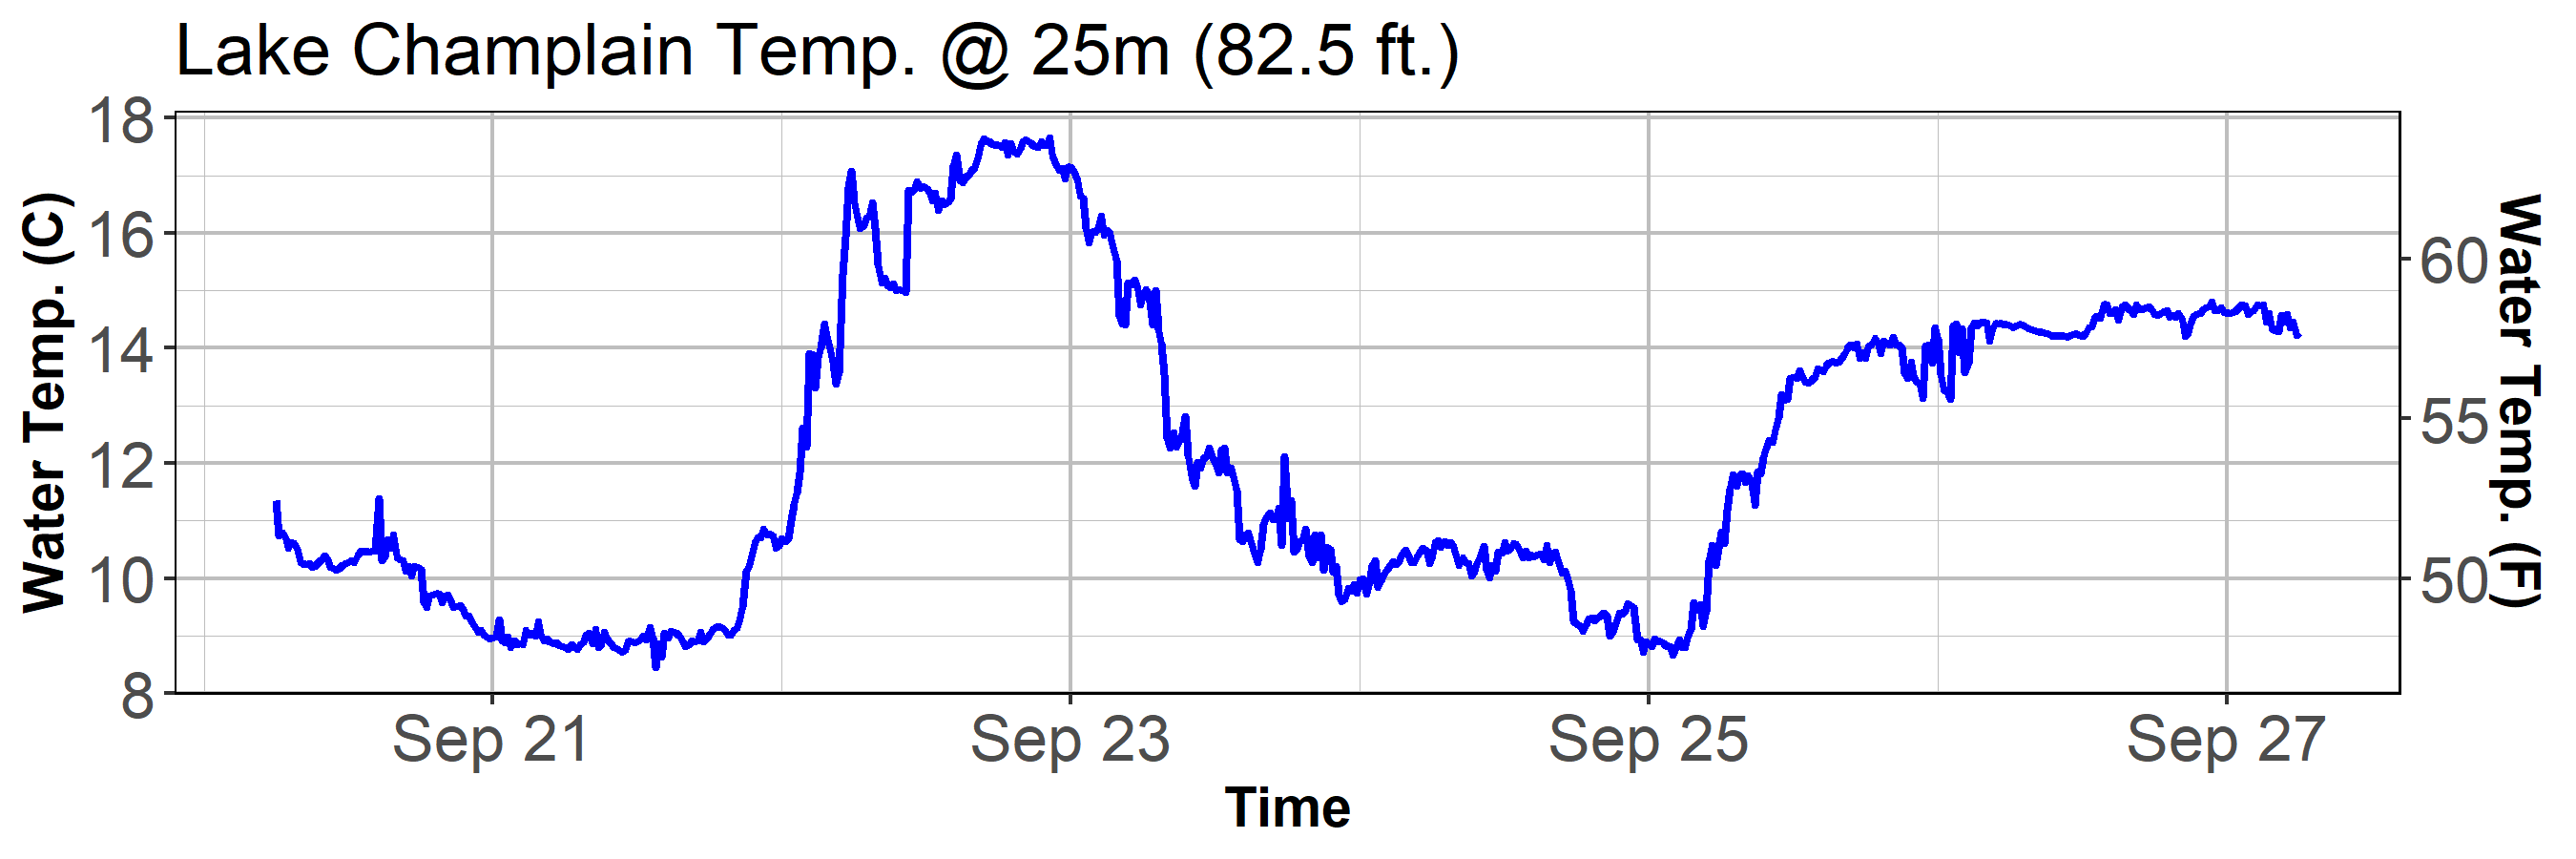 Lake Champlain Temp. @ 25m (82.5 ft.)
Water Temp. (C)
18
16
14
12
10
8
60
55
50
Water Temp. (F)
Sep 21 Sep 23 Sep 25 Sep 27
Time